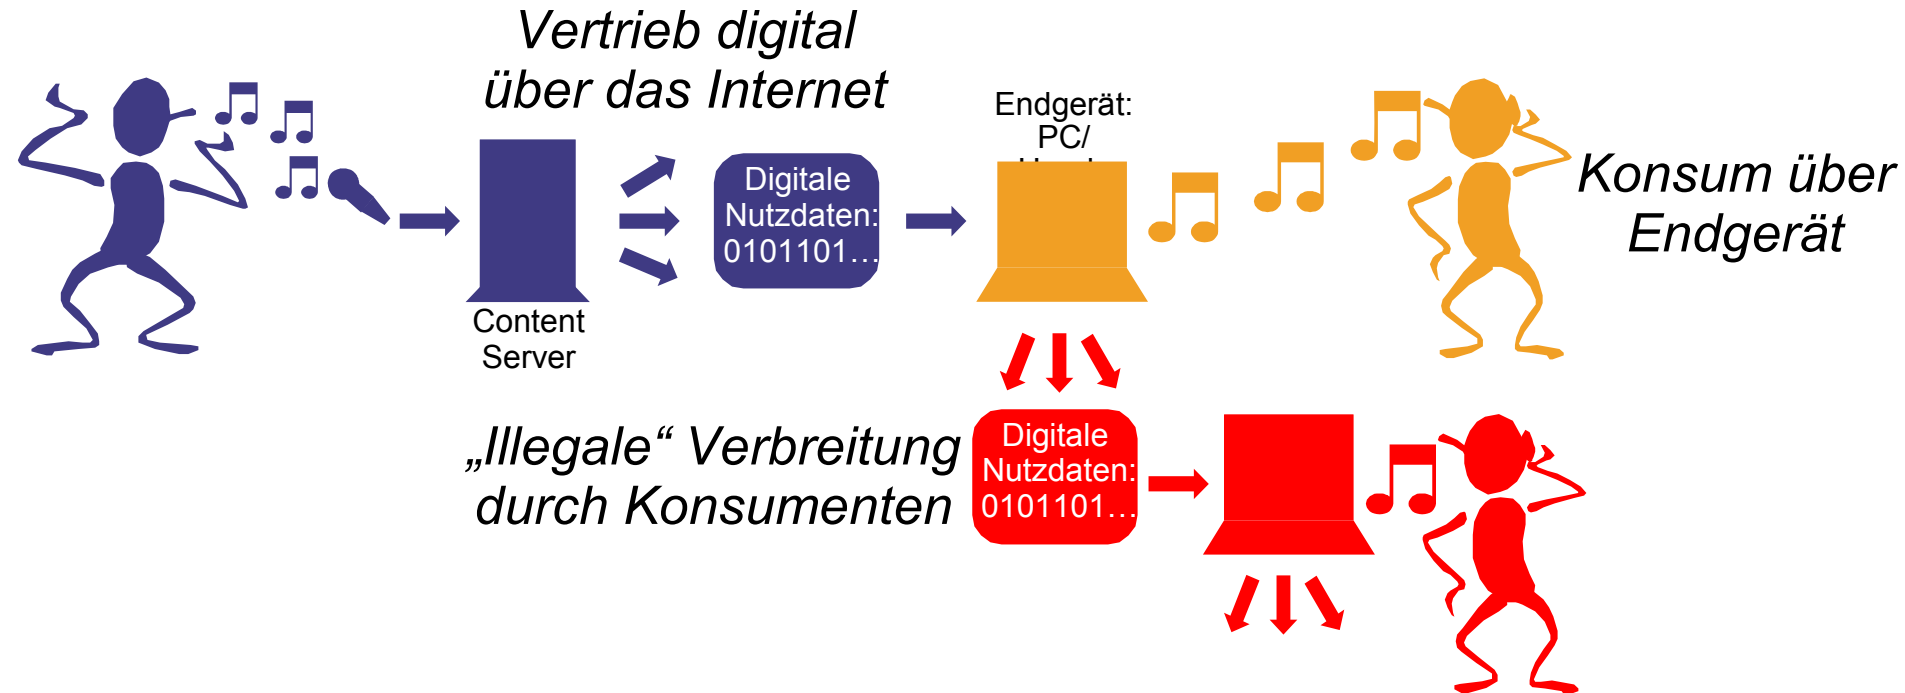 Vertrieb digital
über das Internet
Endgerät:
PC/
Digitale
Nutzdaten:
0101101…
Konsum über
Endgerät
Content
Server
„Illegale“ Verbreitung
durch Konsumenten
Digitale
Nutzdaten:
0101101…